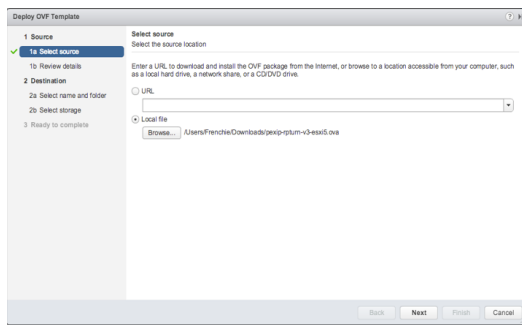 Deploy OVF Template
1 Source
1a Select source
1b Review details
2 Destination
2a Select name and folder
2b Select storage
3 Ready to complete
Select source
Select the source location
Enter a URL to download and install the OVF package from the Internet, or browse to a location accessible from your computer, such
as a local hard drive, a network share, or a CD/DVD drive.
URL
Local file
Browse... /Users/Frenchie/Downloads/pexip-rpturn-v3-esxi5.ova
Back Next Finish Cancel